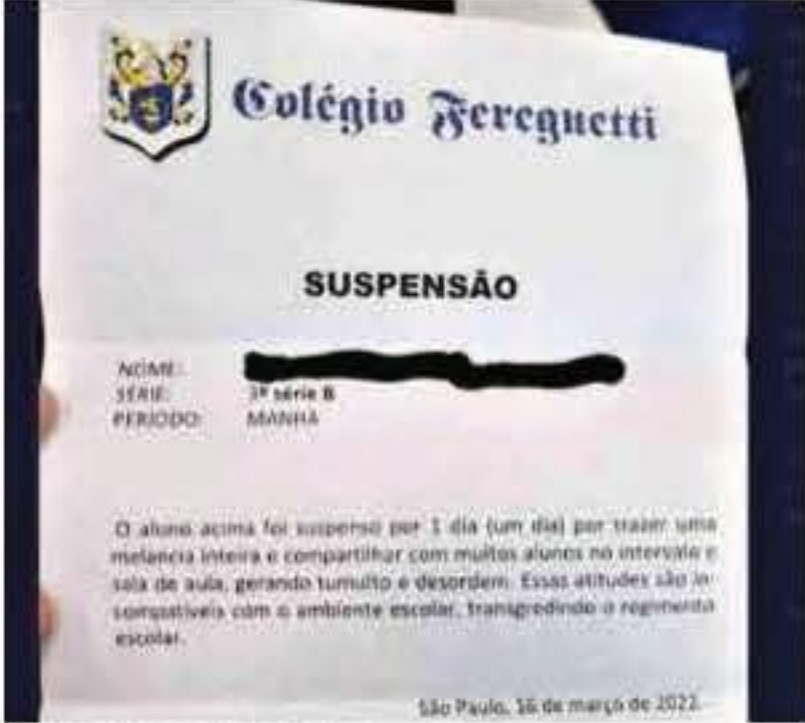 Colégio Fereguetti
SUSPENSÃO
NOME:
SÉRIE: 3ª série B
PERÍODO: MANHÃ
O aluno acima foi suspenso por 1 dia (um dia) por trazer uma
melancia inteira e compartilhar com muitos alunos no intervalo e
sala de aula, gerando tumulto e desordem. Essas atitudes são in-
compatíveis com o ambiente escolar, transgredindo o regimento
escolar.
São Paulo, 16 de março de 2022.